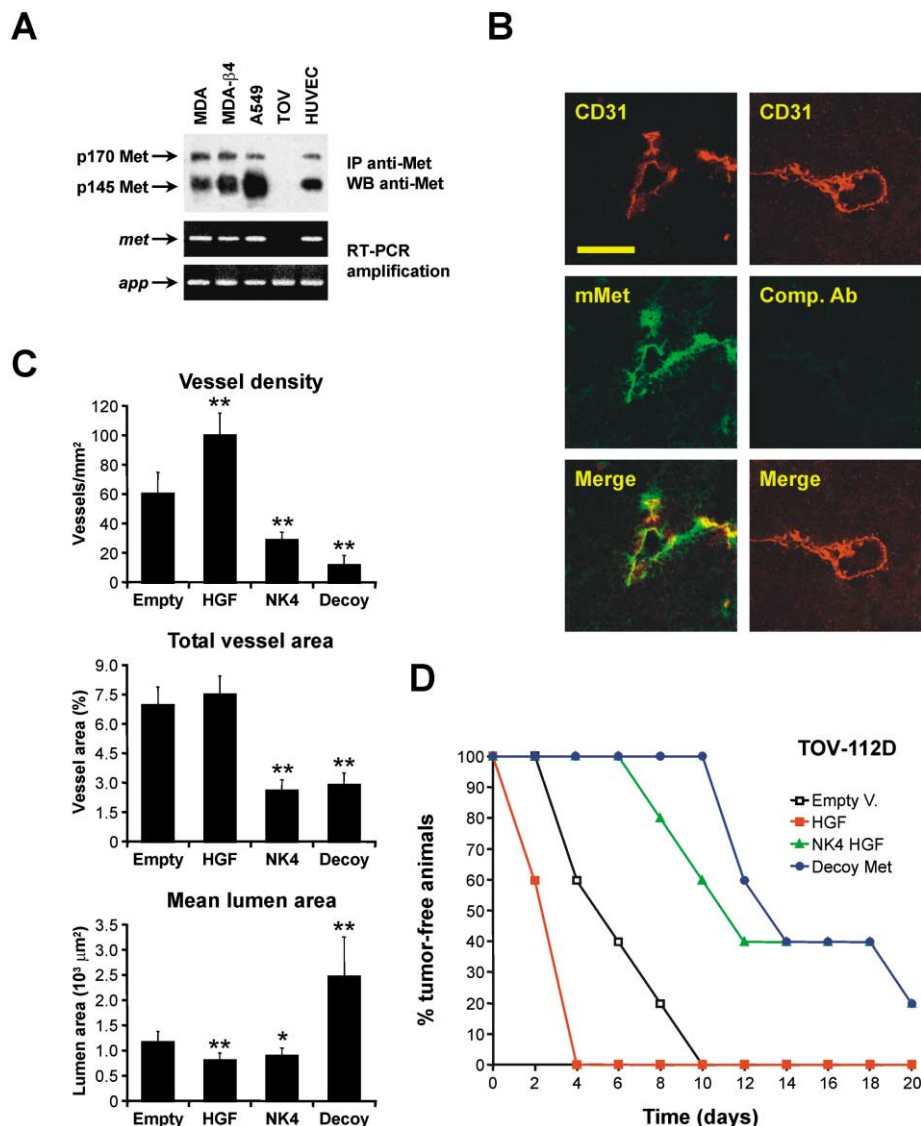 A
MDA
MDA-β4
A549
TOV
HUVEC
p170 Met
p145 Met
IP anti-Met
WB anti-Met
met
app
RT-PCR
amplification
B
CD31
CD31
mMet
Comp. Ab
Merge
Merge
C
Vessel density
Vessels/mm²
120
100
80
60
40
20
0
**
**
**
Empty HGF NK4 Decoy
Total vessel area
Vessel area (%)
9.0
7.5
6.0
4.5
3.0
1.5
0
**
**
Empty HGF NK4 Decoy
Mean lumen area
Lumen area (10³ µm²)
3.5
3.0
2.5
2.0
1.5
1.0
0.5
0
**
*
**
Empty HGF NK4 Decoy
D
TOV-112D
Empty V.
HGF
NK4 HGF
Decoy Met
% tumor-free animals
100
90
80
70
60
50
40
30
20
10
0
0 2 4 6 8 10 12 14 16 18 20
Time (days)